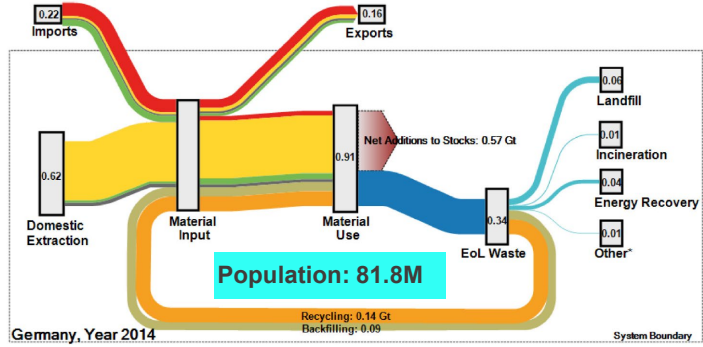 0.22
Imports
0.16
Exports
0.06
Landfill
Net Additions to Stocks: 0.57 Gt
0.01
Incineration
0.62
0.91
0.04
Energy Recovery
Domestic
Extraction
Material
Input
Material
Use
0.34
EoL Waste
0.01
Other*
Population: 81.8M
Recycling: 0.14 Gt
Backfilling: 0.09
Germany, Year 2014
System Boundary